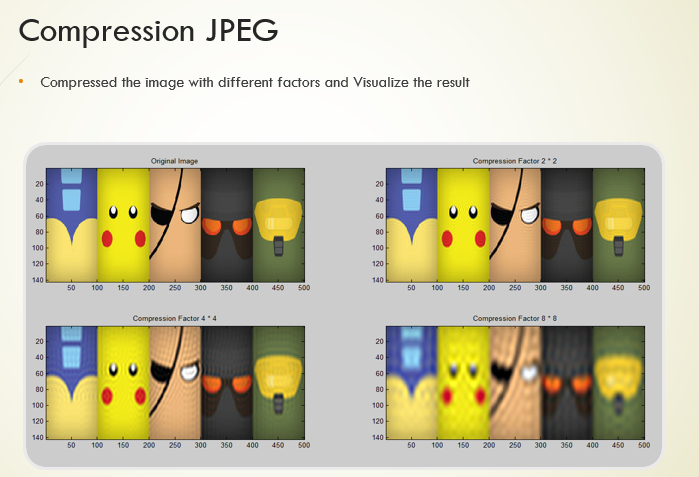 Compression JPEG
• Compressed the image with different factors and Visualize the result
Original Image
20
40
60
80
100
120
140
50 100 150 200 250 300 350 400 450 500
Compression Factor 2 * 2
20
40
60
80
100
120
140
50 100 150 200 250 300 350 400 450 500
Compression Factor 4 * 4
20
40
60
80
100
120
140
50 100 150 200 250 300 350 400 450 500
Compression Factor 8 * 8
20
40
60
80
100
120
140
50 100 150 200 250 300 350 400 450 500